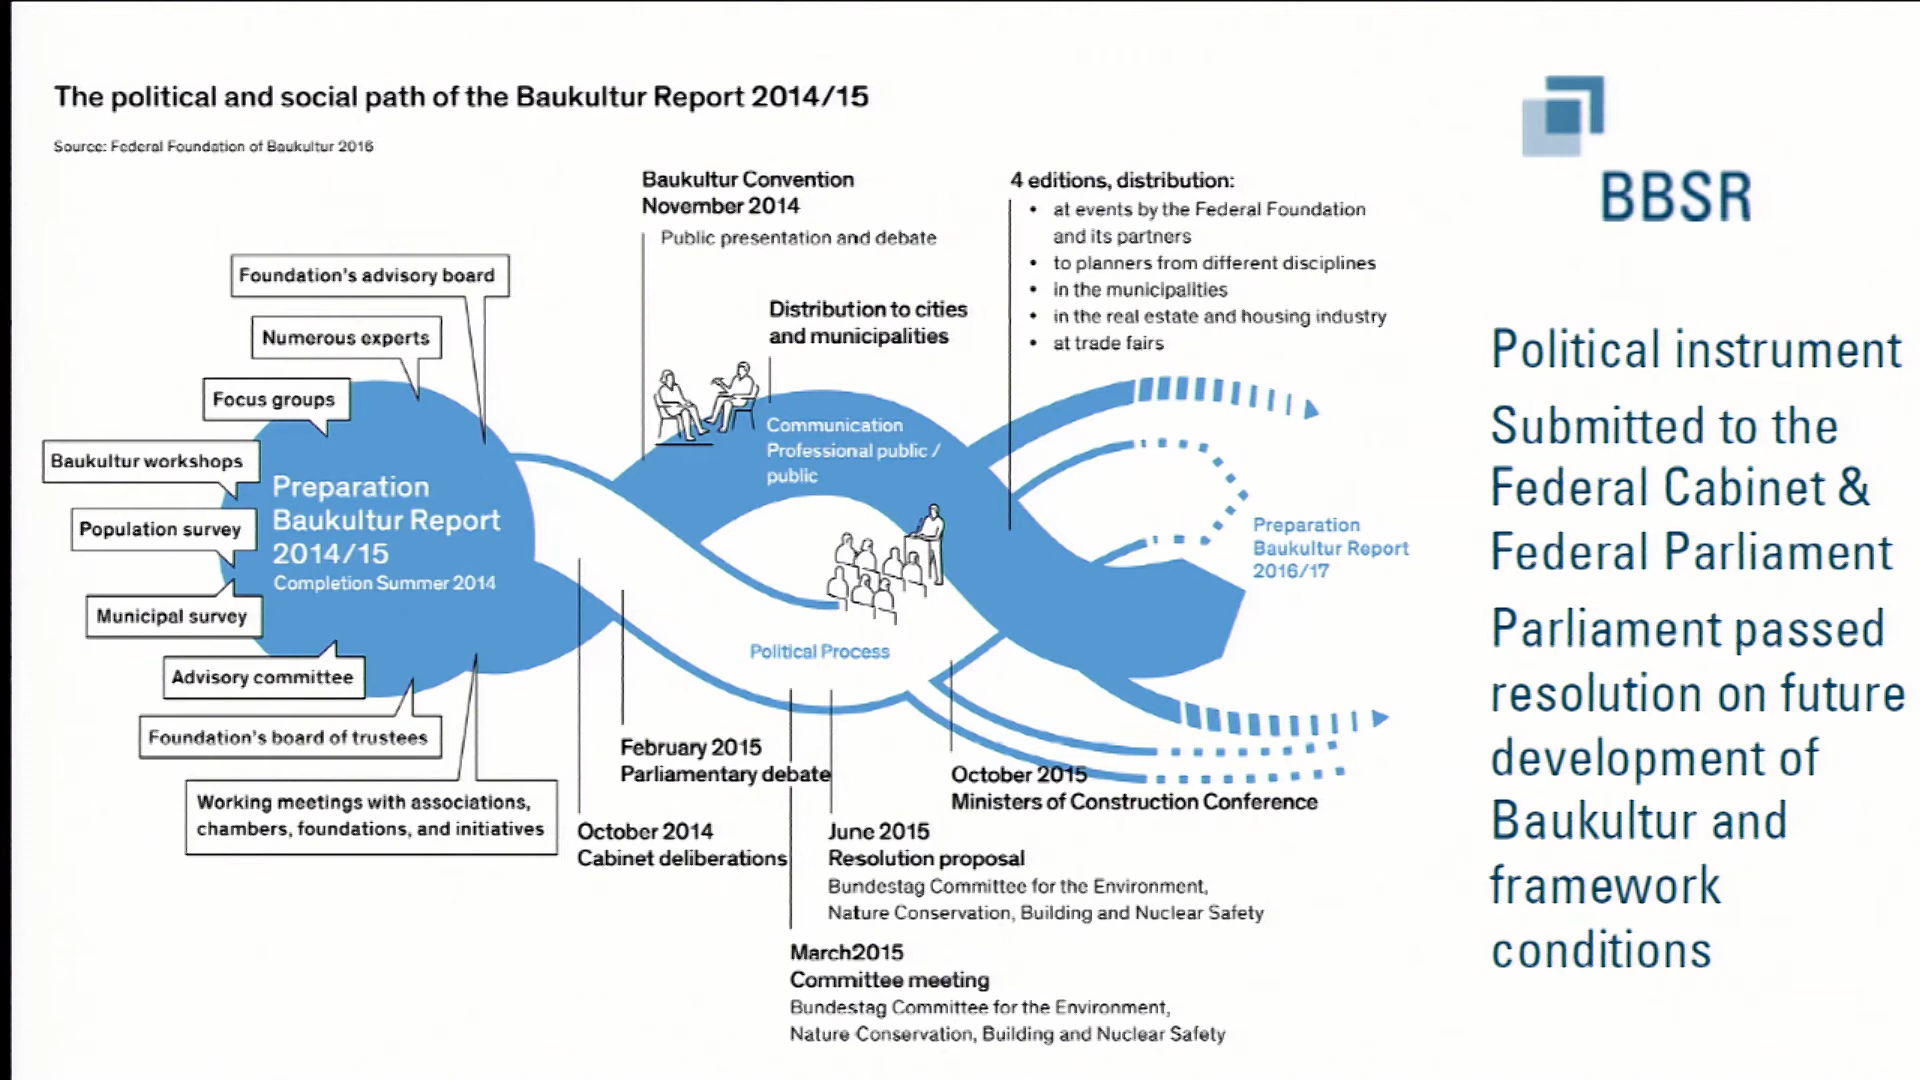 The political and social path of the Baukultur Report 2014/15
Source: Federal Foundation of Baukultur 2016
Foundation's advisory board
Numerous experts
Focus groups
Baukultur workshops
Population survey
Municipal survey
Advisory committee
Foundation's board of trustees
Working meetings with associations,
chambers, foundations, and initiatives
Preparation
Baukultur Report
2014/15
Completion Summer 2014
Baukultur Convention
November 2014
Public presentation and debate
Distribution to cities
and municipalities
Communication
Professional public /
public
4 editions, distribution:
• at events by the Federal Foundation
and its partners
• to planners from different disciplines
• in the municipalities
• in the real estate and housing industry
• at trade fairs
Preparation
Baukultur Report
2016/17
Political Process
October 2014
Cabinet deliberations
February 2015
Parliamentary debate
March2015
Committee meeting
Bundestag Committee for the Environment,
Nature Conservation, Building and Nuclear Safety
June 2015
Resolution proposal
Bundestag Committee for the Environment,
Nature Conservation, Building and Nuclear Safety
October 2015
Ministers of Construction Conference
BBSR
Political instrument
Submitted to the
Federal Cabinet &
Federal Parliament
Parliament passed
resolution on future
development of
Baukultur and
framework
conditions